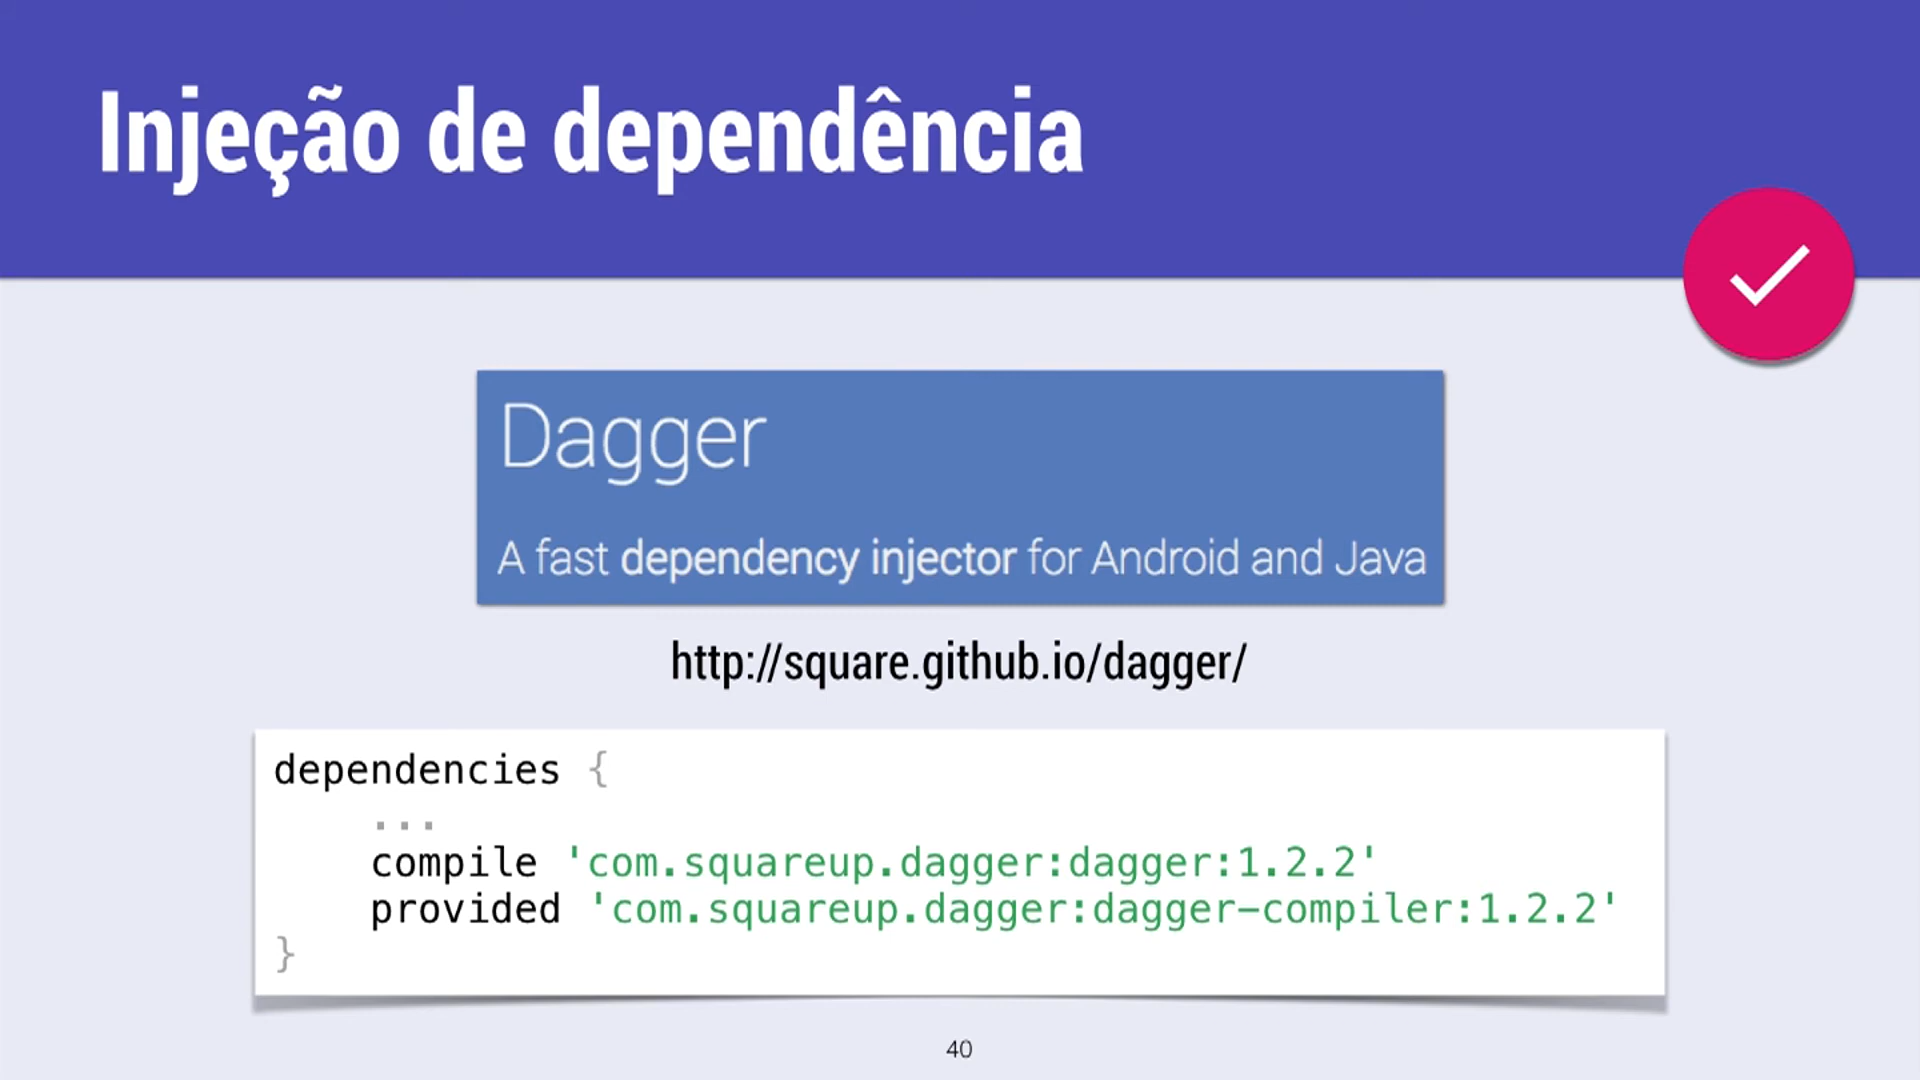 Injeção de dependência
Dagger
A fast dependency injector for Android and Java
http://square.github.io/dagger/
dependencies {
...
compile 'com.squareup.dagger:dagger:1.2.2'
provided 'com.squareup.dagger:dagger-compiler:1.2.2'
}
40